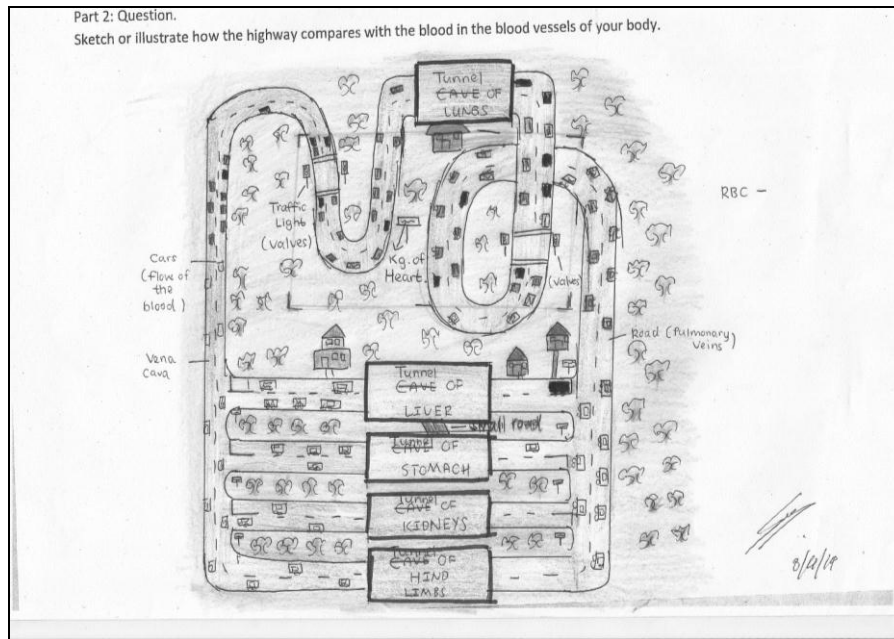 Part 2: Question.
Sketch or illustrate how the highway compares with the blood in the blood vessels of your body.
Tunnel
CAVE OF
LUNGS
RBC -
Traffic
Light
(valves)
Kg. of
Heart.
(valves)
Cars
(flow of
the
blood)
Road (Pulmonary
Veins)
Vena
Cava
Tunnel
CAVE OF
LIVER
small road
Tunnel
CAVE OF
STOMACH
Tunnel
CAVE OF
KIDNEYS
Tunnel
CAVE OF
HIND
LIMBS